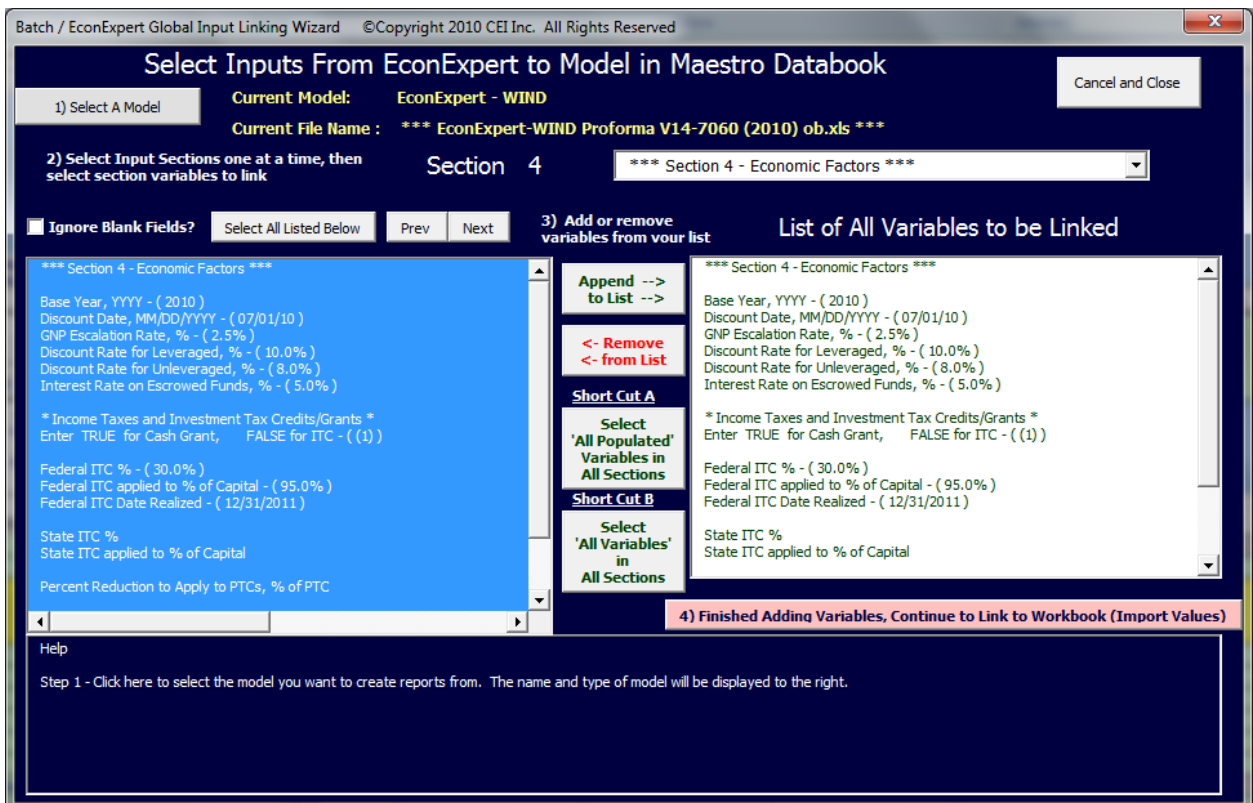 Batch / EconExpert Global Input Linking Wizard ©Copyright 2010 CEI Inc. All Rights Reserved
X
Select Inputs From EconExpert to Model in Maestro Databook
Cancel and Close
1) Select A Model
Current Model: EconExpert - WIND
Current File Name : *** EconExpert-WIND Proforma V14-7060 (2010) ob.xls ***
2) Select Input Sections one at a time, then
select section variables to link
Section 4
*** Section 4 - Economic Factors ***
Ignore Blank Fields?
Select All Listed Below
Prev
Next
3) Add or remove
variables from your list
List of All Variables to be Linked
*** Section 4 - Economic Factors ***
Base Year, YYYY - ( 2010 )
Discount Date, MM/DD/YYYY - ( 07/01/10 )
GNP Escalation Rate, % - ( 2.5% )
Discount Rate for Leveraged, % - ( 10.0% )
Discount Rate for Unleveraged, % - ( 8.0% )
Interest Rate on Escrowed Funds, % - ( 5.0% )
* Income Taxes and Investment Tax Credits/Grants *
Enter TRUE for Cash Grant, FALSE for ITC - ( (1) )
Federal ITC % - ( 30.0% )
Federal ITC applied to % of Capital - ( 95.0% )
Federal ITC Date Realized - ( 12/31/2011 )
State ITC %
State ITC applied to % of Capital
Percent Reduction to Apply to PTCs, % of PTC
Append -->
to List -->
<- Remove
<- from List
Short Cut A
Select
'All Populated'
Variables in
All Sections
Short Cut B
Select
'All Variables'
in
All Sections
*** Section 4 - Economic Factors ***
Base Year, YYYY - ( 2010 )
Discount Date, MM/DD/YYYY - ( 07/01/10 )
GNP Escalation Rate, % - ( 2.5% )
Discount Rate for Leveraged, % - ( 10.0% )
Discount Rate for Unleveraged, % - ( 8.0% )
Interest Rate on Escrowed Funds, % - ( 5.0% )
* Income Taxes and Investment Tax Credits/Grants *
Enter TRUE for Cash Grant, FALSE for ITC - ( (1) )
Federal ITC % - ( 30.0% )
Federal ITC applied to % of Capital - ( 95.0% )
Federal ITC Date Realized - ( 12/31/2011 )
State ITC %
State ITC applied to % of Capital
4) Finished Adding Variables, Continue to Link to Workbook (Import Values)
Help
Step 1 - Click here to select the model you want to create reports from. The name and type of model will be displayed to the right.